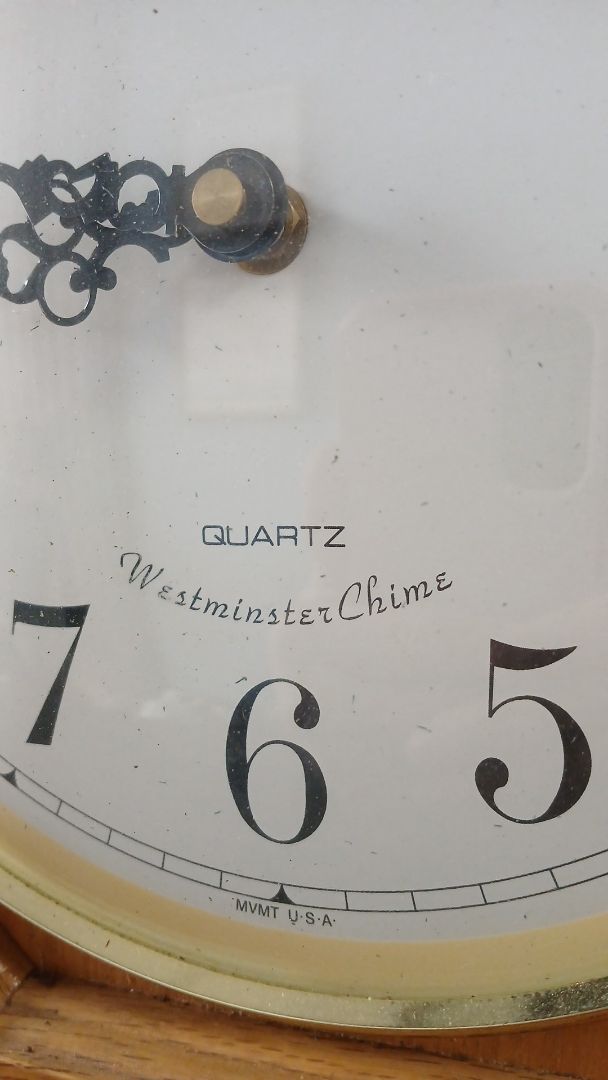 QUARTZ
Westminster Chime
7 6 5
MVMT U.S.A.